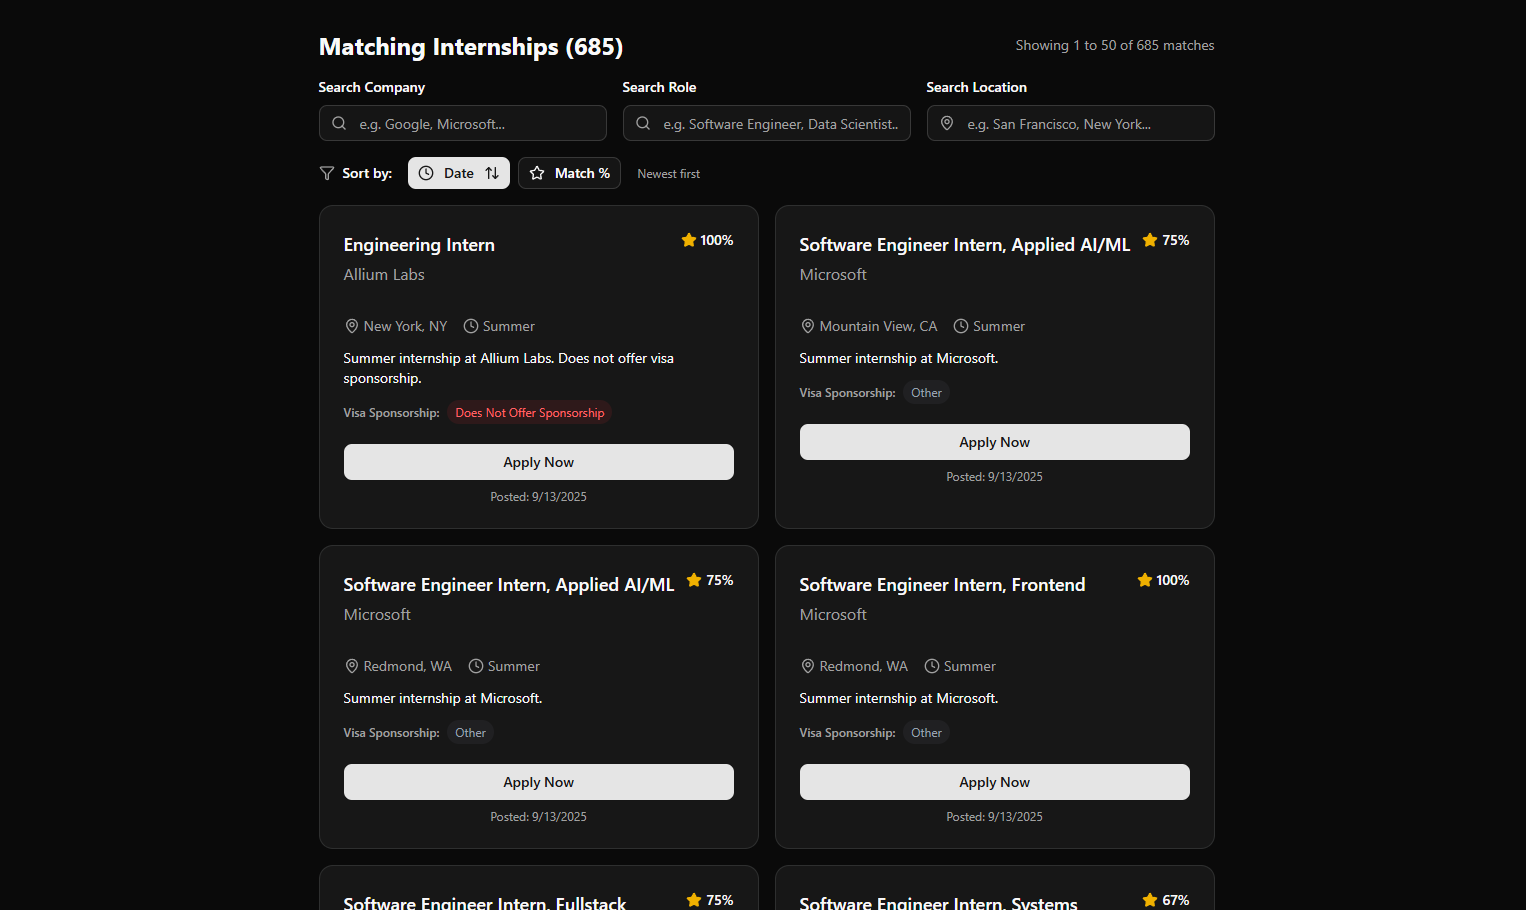 Matching Internships (685)
Showing 1 to 50 of 685 matches
Search Company
Search Role
Search Location
e.g. Google, Microsoft...
e.g. Software Engineer, Data Scientist..
e.g. San Francisco, New York...
Sort by:
Date
Match %
Newest first
Engineering Intern
100%
Allium Labs
New York, NY
Summer
Summer internship at Allium Labs. Does not offer visa
sponsorship.
Visa Sponsorship:
Does Not Offer Sponsorship
Apply Now
Posted: 9/13/2025
Software Engineer Intern, Applied AI/ML
75%
Microsoft
Mountain View, CA
Summer
Summer internship at Microsoft.
Visa Sponsorship:
Other
Apply Now
Posted: 9/13/2025
Software Engineer Intern, Applied AI/ML
75%
Microsoft
Redmond, WA
Summer
Summer internship at Microsoft.
Visa Sponsorship:
Other
Apply Now
Posted: 9/13/2025
Software Engineer Intern, Frontend
100%
Microsoft
Redmond, WA
Summer
Summer internship at Microsoft.
Visa Sponsorship:
Other
Apply Now
Posted: 9/13/2025
Software Engineer Intern, Fullstack
75%
Software Engineer Intern, Systems
67%